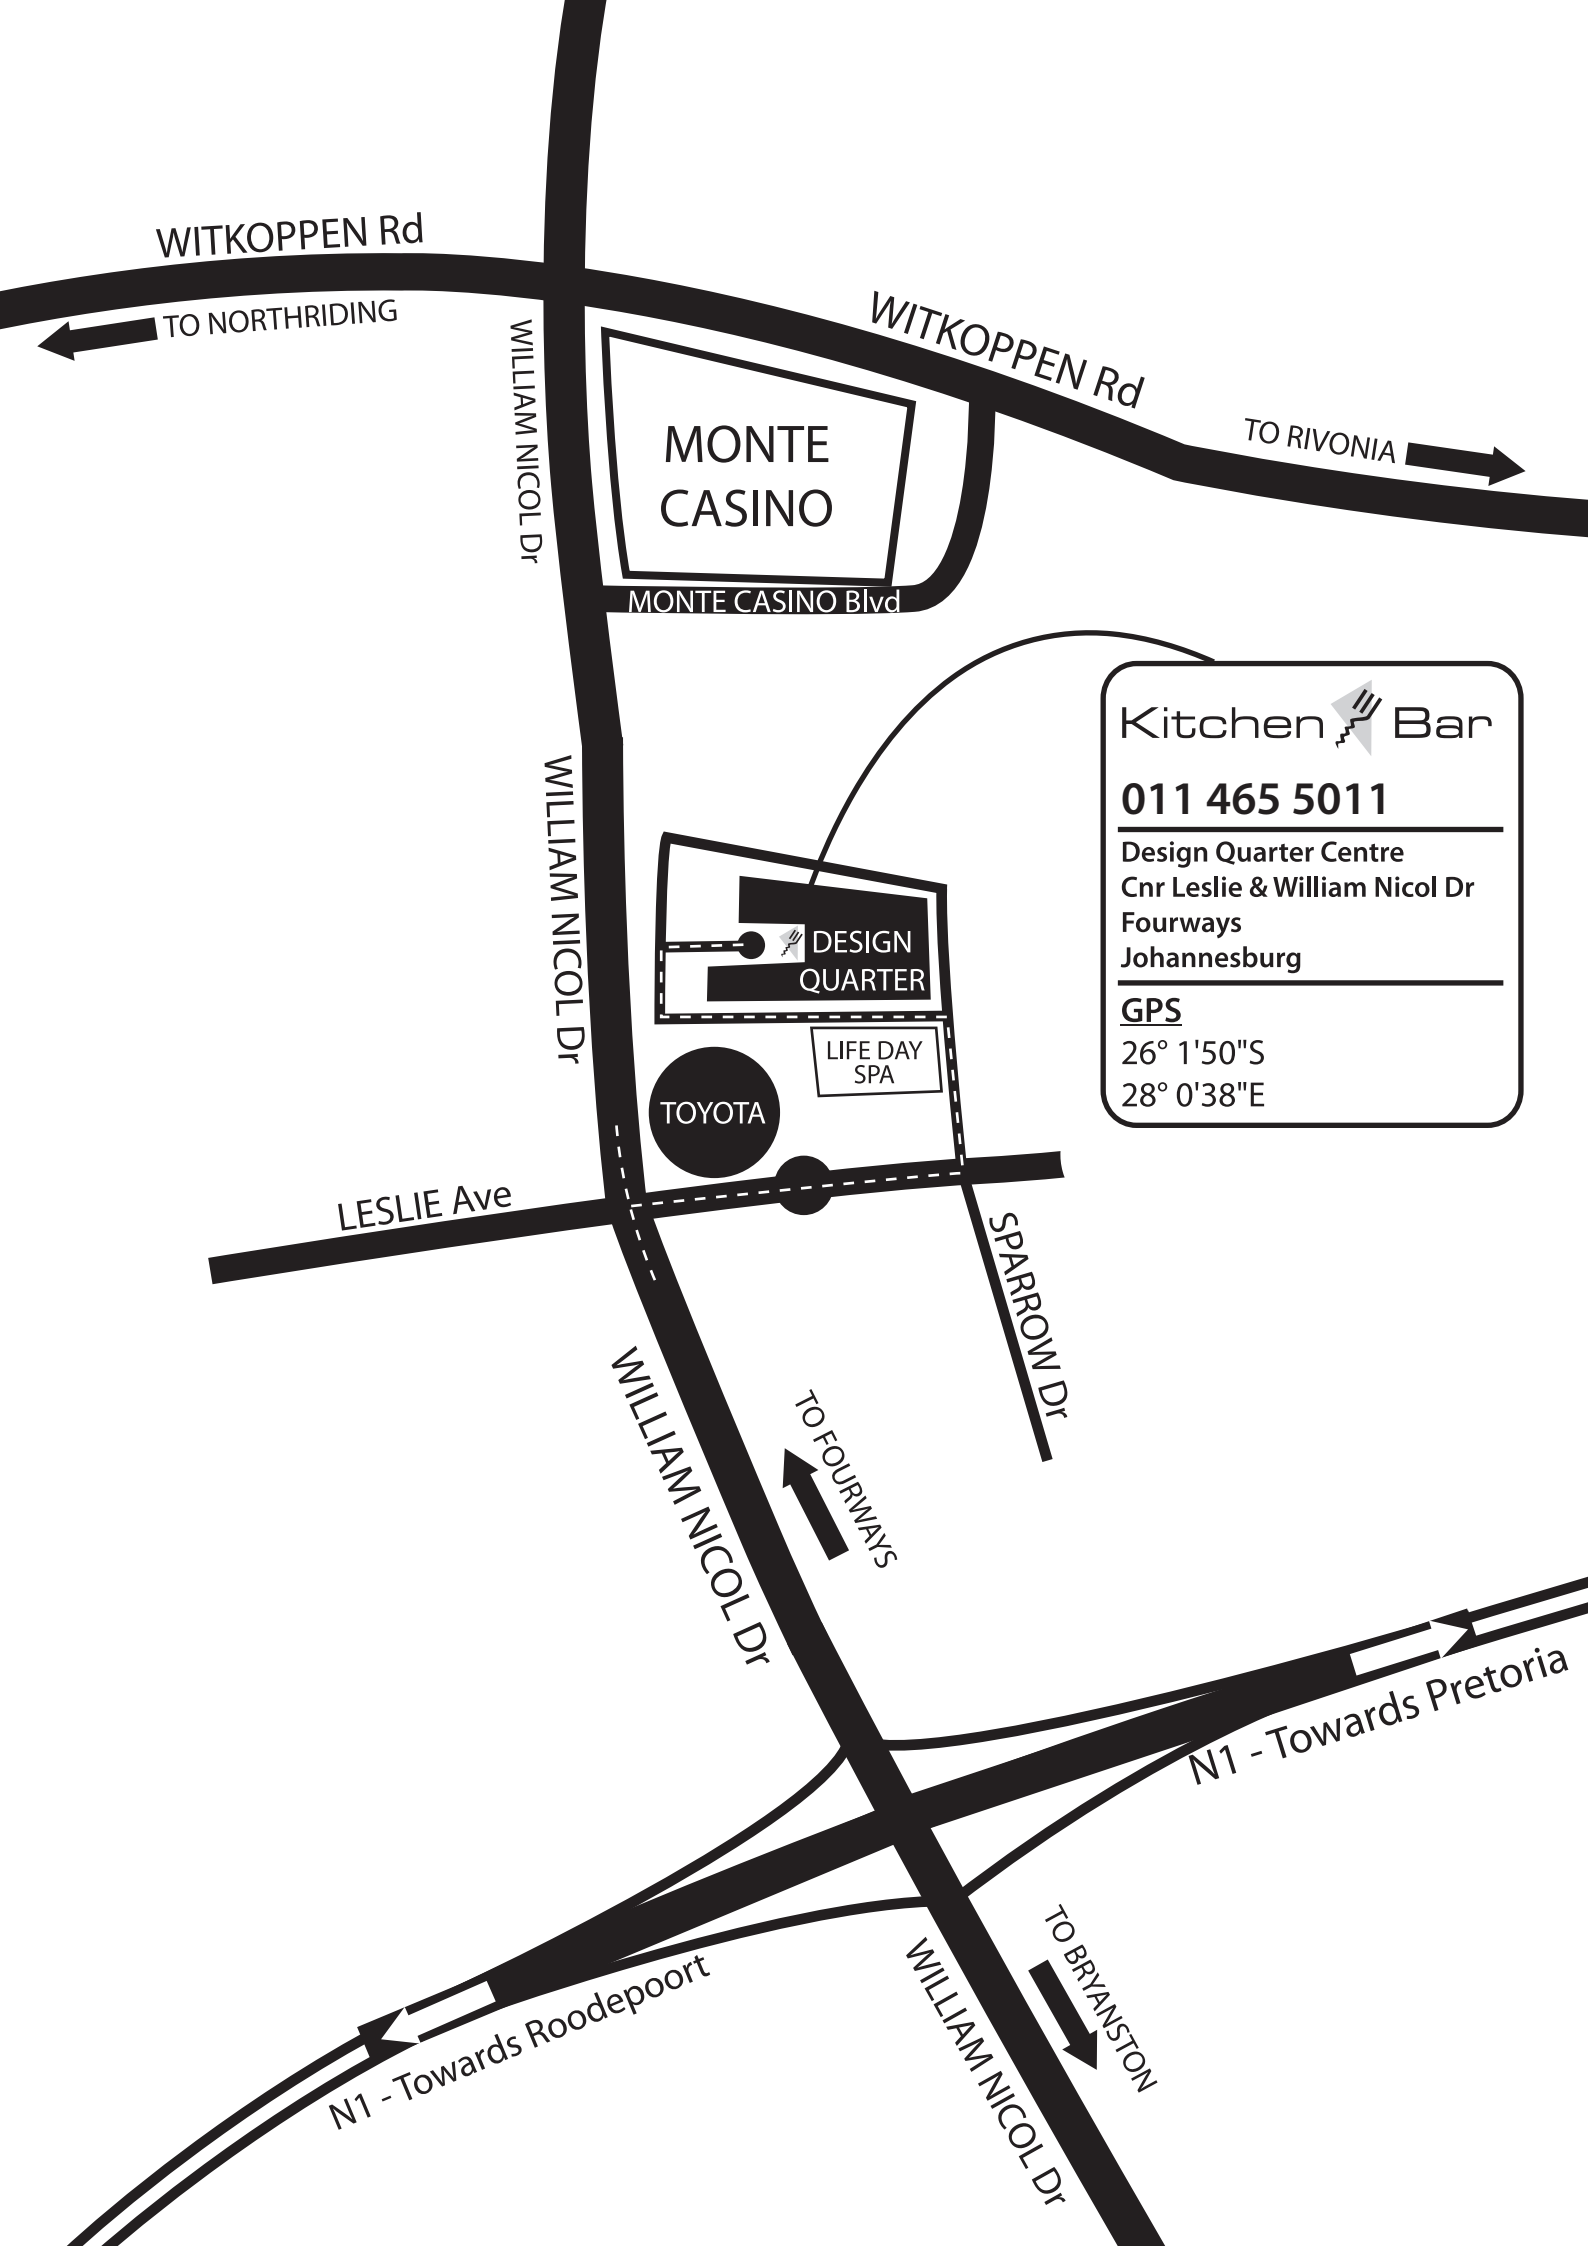 WITKOPPEN Rd
TO NORTHRIDING
WITKOPPEN Rd
TO RIVONIA
WILLIAM NICOL Dr
MONTE
CASINO
MONTE CASINO Blvd
Kitchen Bar
011 465 5011
Design Quarter Centre
Cnr Leslie & William Nicol Dr
Fourways
Johannesburg
GPS
26° 1'50"S
28° 0'38"E
WILLIAM NICOL Dr
DESIGN
QUARTER
LIFE DAY
SPA
TOYOTA
LESLIE Ave
SPARROW Dr
WILLIAM NICOL Dr
TO FOURWAYS
N1 - Towards Pretoria
N1 - Towards Roodepoort
WILLIAM NICOL Dr
TO BRYANSTON